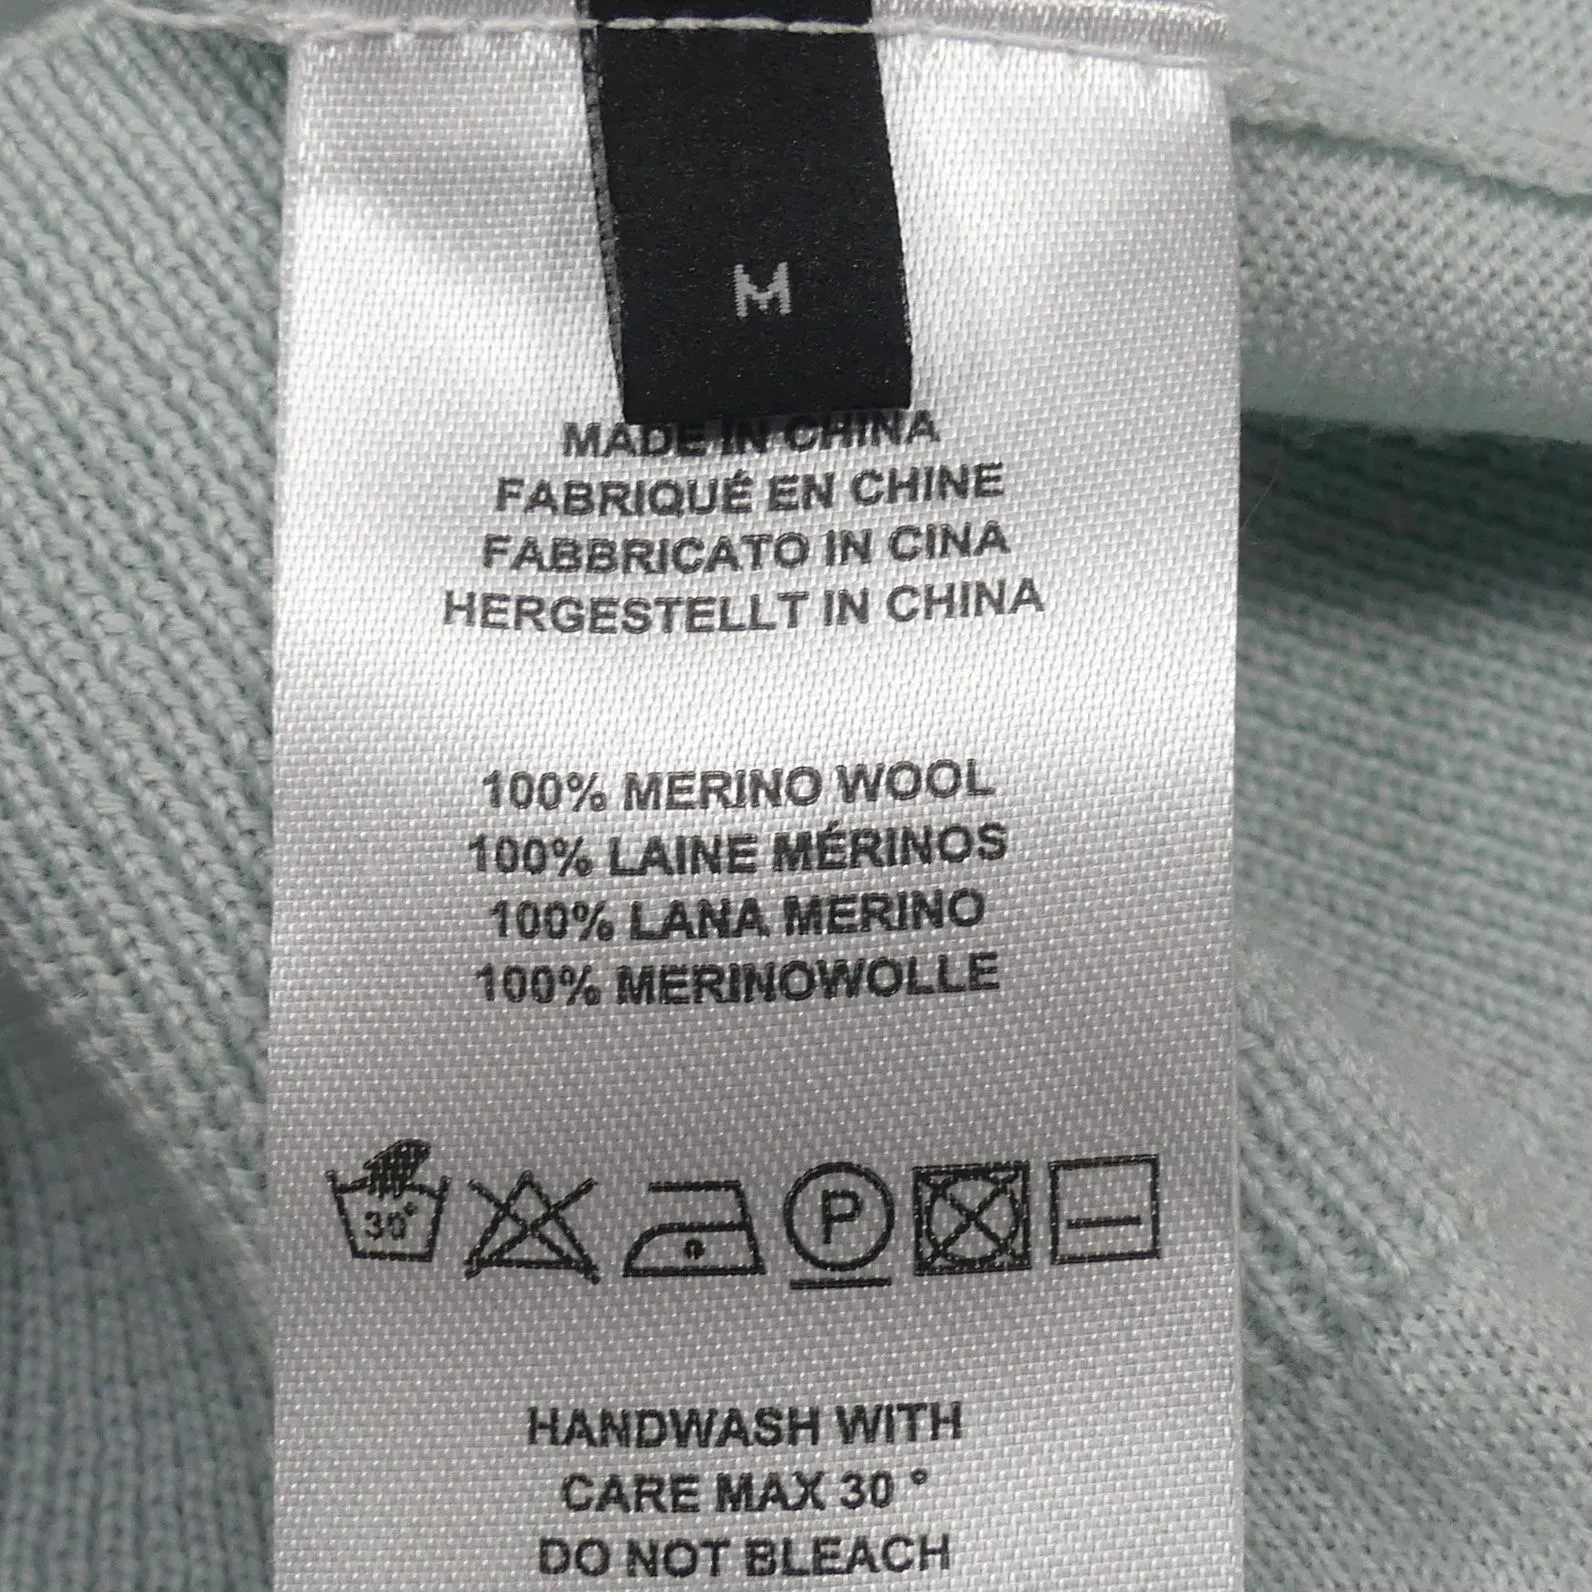 M
MADE IN CHINA
FABRIQUÉ EN CHINE
FABBRICATO IN CINA
HERGESTELLT IN CHINA
100% MERINO WOOL
100% LAINE MÉRINOS
100% LANA MERINO
100% MERINOWOLLE
30° P
HANDWASH WITH
CARE MAX 30 °
DO NOT BLEACH